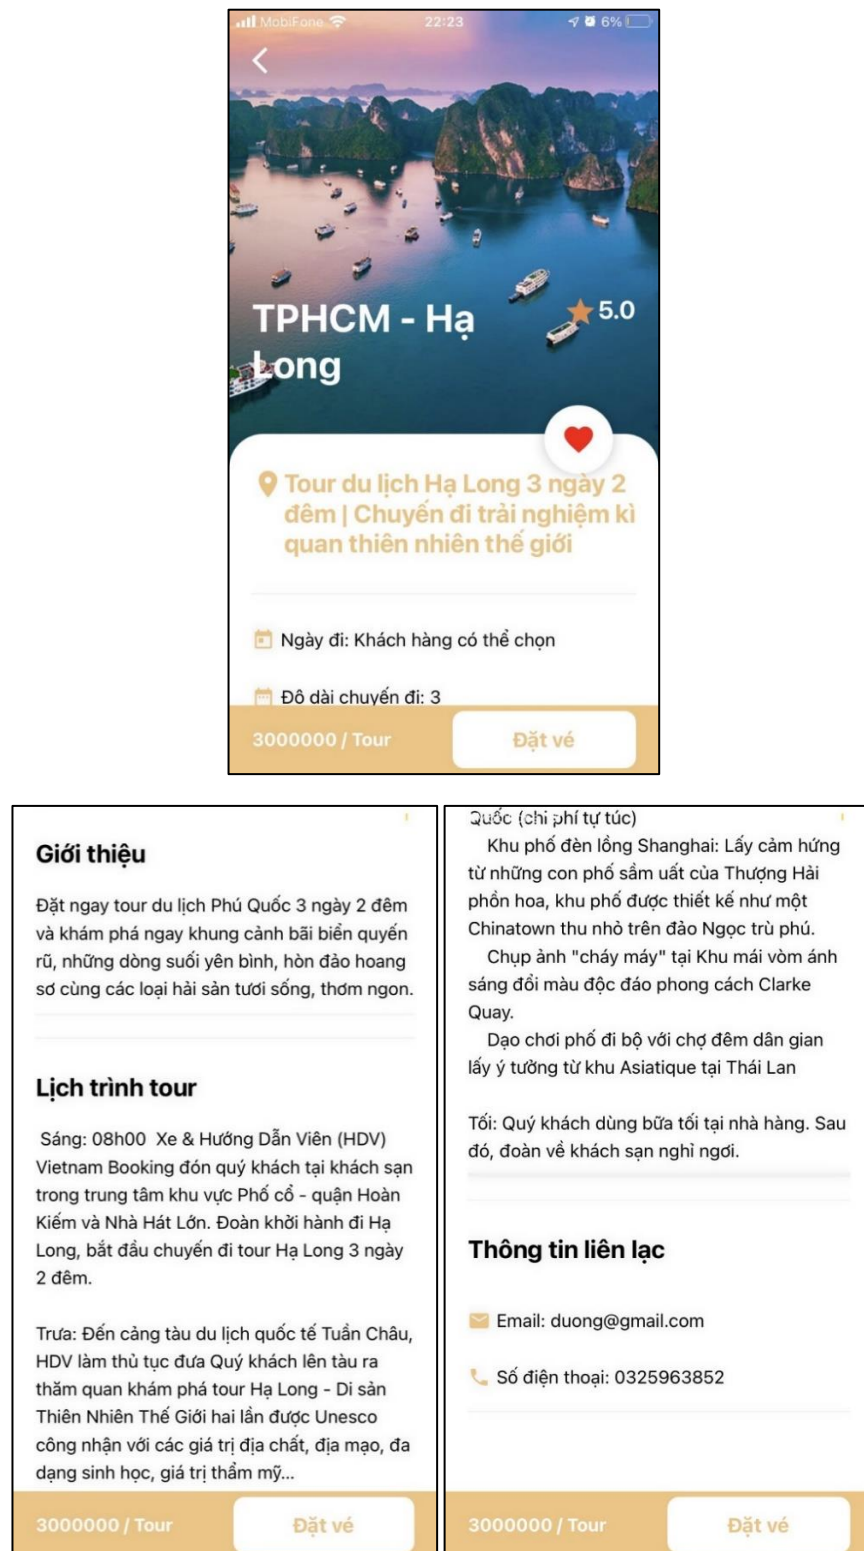 MobiFone 22:23 6%
TPHCM - Hạ
Long
5.0
Tour du lịch Hạ Long 3 ngày 2
đêm | Chuyến đi trải nghiệm kì
quan thiên nhiên thế giới
Ngày đi: Khách hàng có thể chọn
Đô dài chuyến đi: 3
3000000 / Tour Đặt vé
Giới thiệu
Đặt ngay tour du lịch Phú Quốc 3 ngày 2 đêm
và khám phá ngay khung cảnh bãi biển quyến
rũ, những dòng suối yên bình, hòn đảo hoang
sơ cùng các loại hải sản tươi sống, thơm ngon.
Lịch trình tour
Sáng: 08h00 Xe & Hướng Dẫn Viên (HDV)
Vietnam Booking đón quý khách tại khách sạn
trong trung tâm khu vực Phố cổ - quận Hoàn
Kiếm và Nhà Hát Lớn. Đoàn khởi hành đi Hạ
Long, bắt đầu chuyến đi tour Hạ Long 3 ngày
2 đêm.
Trưa: Đến cảng tàu du lịch quốc tế Tuần Châu,
HDV làm thủ tục đưa Quý khách lên tàu ra
thăm quan khám phá tour Hạ Long - Di sản
Thiên Nhiên Thế Giới hai lần được Unesco
công nhận với các giá trị địa chất, địa mạo, đa
dạng sinh học, giá trị thẩm mỹ...
3000000 / Tour Đặt vé
Quốc (chi phí tự túc)
Khu phố đèn lồng Shanghai: Lấy cảm hứng
từ những con phố sầm uất của Thượng Hải
phồn hoa, khu phố được thiết kế như một
Chinatown thu nhỏ trên đảo Ngọc trù phú.
Chụp ảnh "cháy máy" tại Khu mái vòm ánh
sáng đổi màu độc đáo phong cách Clarke
Quay.
Dạo chơi phố đi bộ với chợ đêm dân gian
lấy ý tưởng từ khu Asiatique tại Thái Lan
Tối: Quý khách dùng bữa tối tại nhà hàng. Sau
đó, đoàn về khách sạn nghỉ ngơi.
Thông tin liên lạc
Email: duong@gmail.com
Số điện thoại: 0325963852
3000000 / Tour Đặt vé